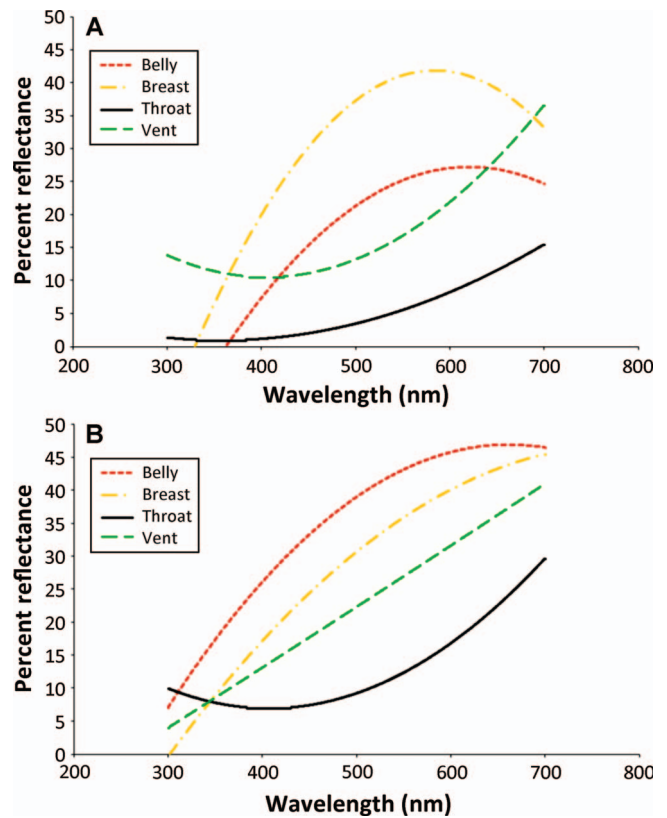 A
Belly
Breast
Throat
Vent
Percent reflectance
50
45
40
35
30
25
20
15
10
5
0
200 300 400 500 600 700 800
Wavelength (nm)
B
Belly
Breast
Throat
Vent
Percent reflectance
50
45
40
35
30
25
20
15
10
5
0
200 300 400 500 600 700 800
Wavelength (nm)